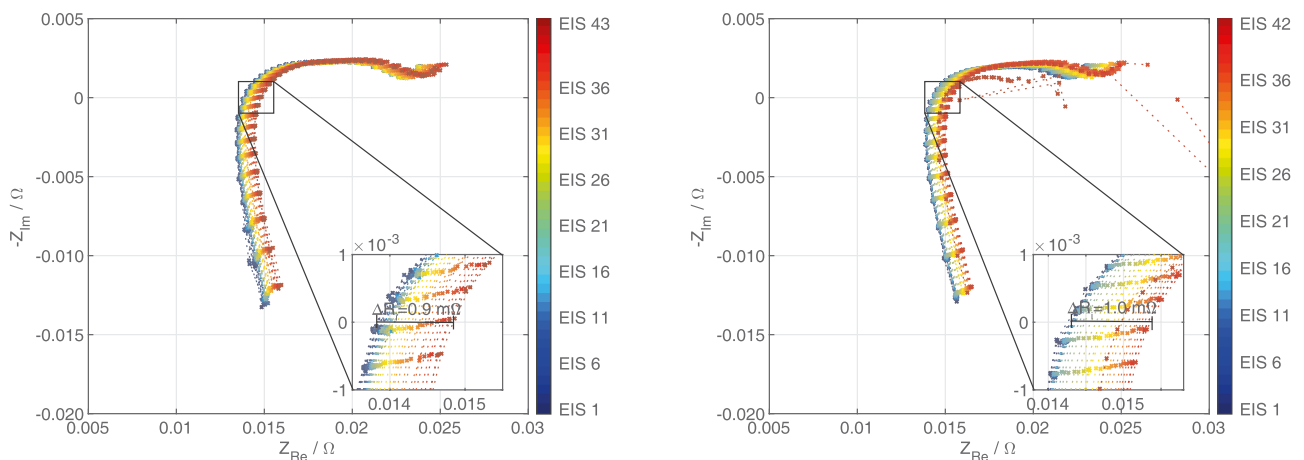 0.005
0
-0.005
-0.010
-0.015
-0.020
-Z_Im / Ω
0.005
0.01
0.015
0.02
0.025
0.03
Z_Re / Ω
1 × 10^-3
ΔR_i=0.9 mΩ
0
-1
0.014
0.015
EIS 43
EIS 36
EIS 31
EIS 26
EIS 21
EIS 16
EIS 11
EIS 6
EIS 1
0.005
0
-0.005
-0.010
-0.015
-0.020
-Z_Im / Ω
0.005
0.01
0.015
0.02
0.025
0.03
Z_Re / Ω
1 × 10^-3
ΔR_i=1.0 mΩ
0
-1
0.014
0.015
EIS 42
EIS 36
EIS 31
EIS 26
EIS 21
EIS 16
EIS 11
EIS 6
EIS 1